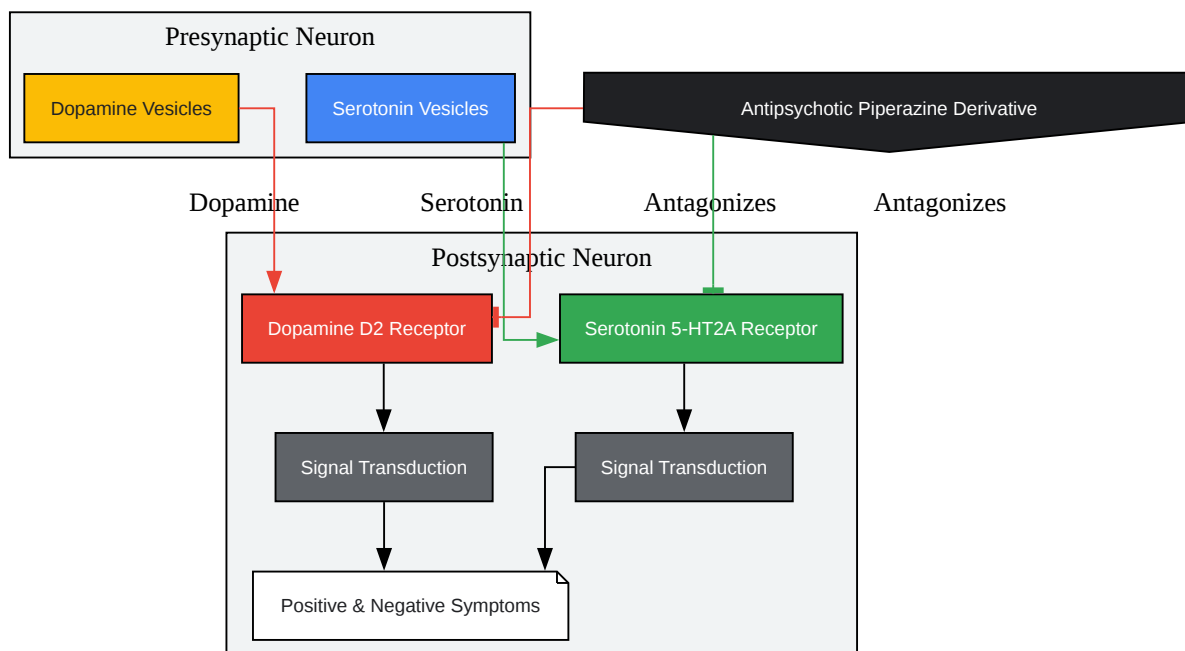 Presynaptic Neuron
Dopamine Vesicles
Serotonin Vesicles
Antipsychotic Piperazine Derivative
Dopamine
Serotonin
Antagonizes
Antagonizes
Postsynaptic Neuron
Dopamine D2 Receptor
Serotonin 5-HT2A Receptor
Signal Transduction
Signal Transduction
Positive & Negative Symptoms